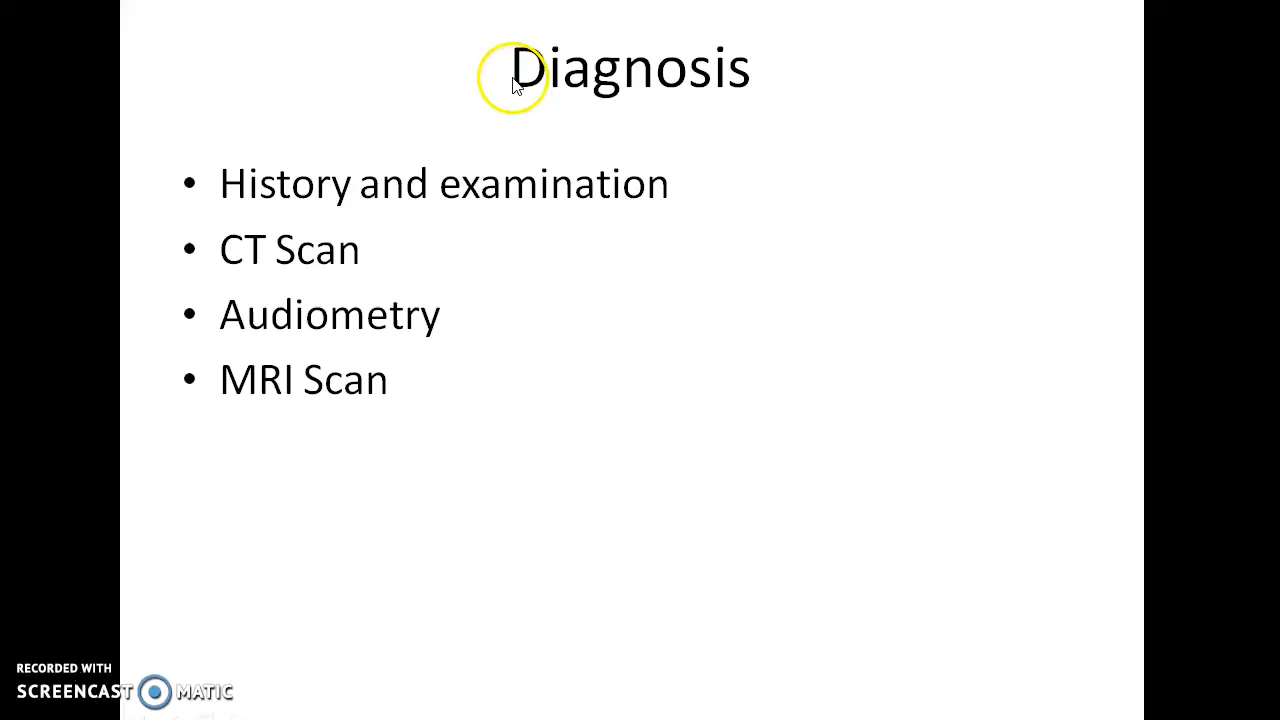 Diagnosis
• History and examination
• CT Scan
• Audiometry
• MRI Scan
RECORDED WITH
SCREENCAST MATIC